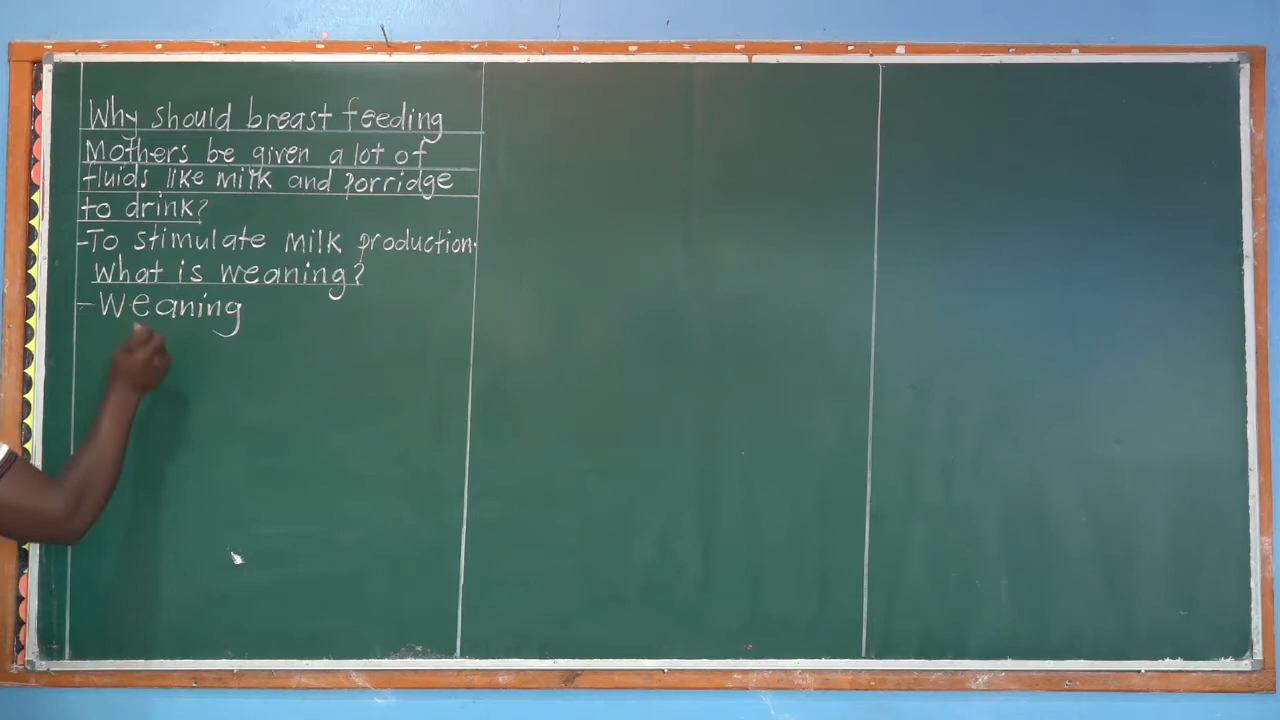 Why should breast feeding
Mothers be given a lot of
fluids like milk and porridge
to drink?
-To stimulate milk production.
What is weaning?
-Weaning